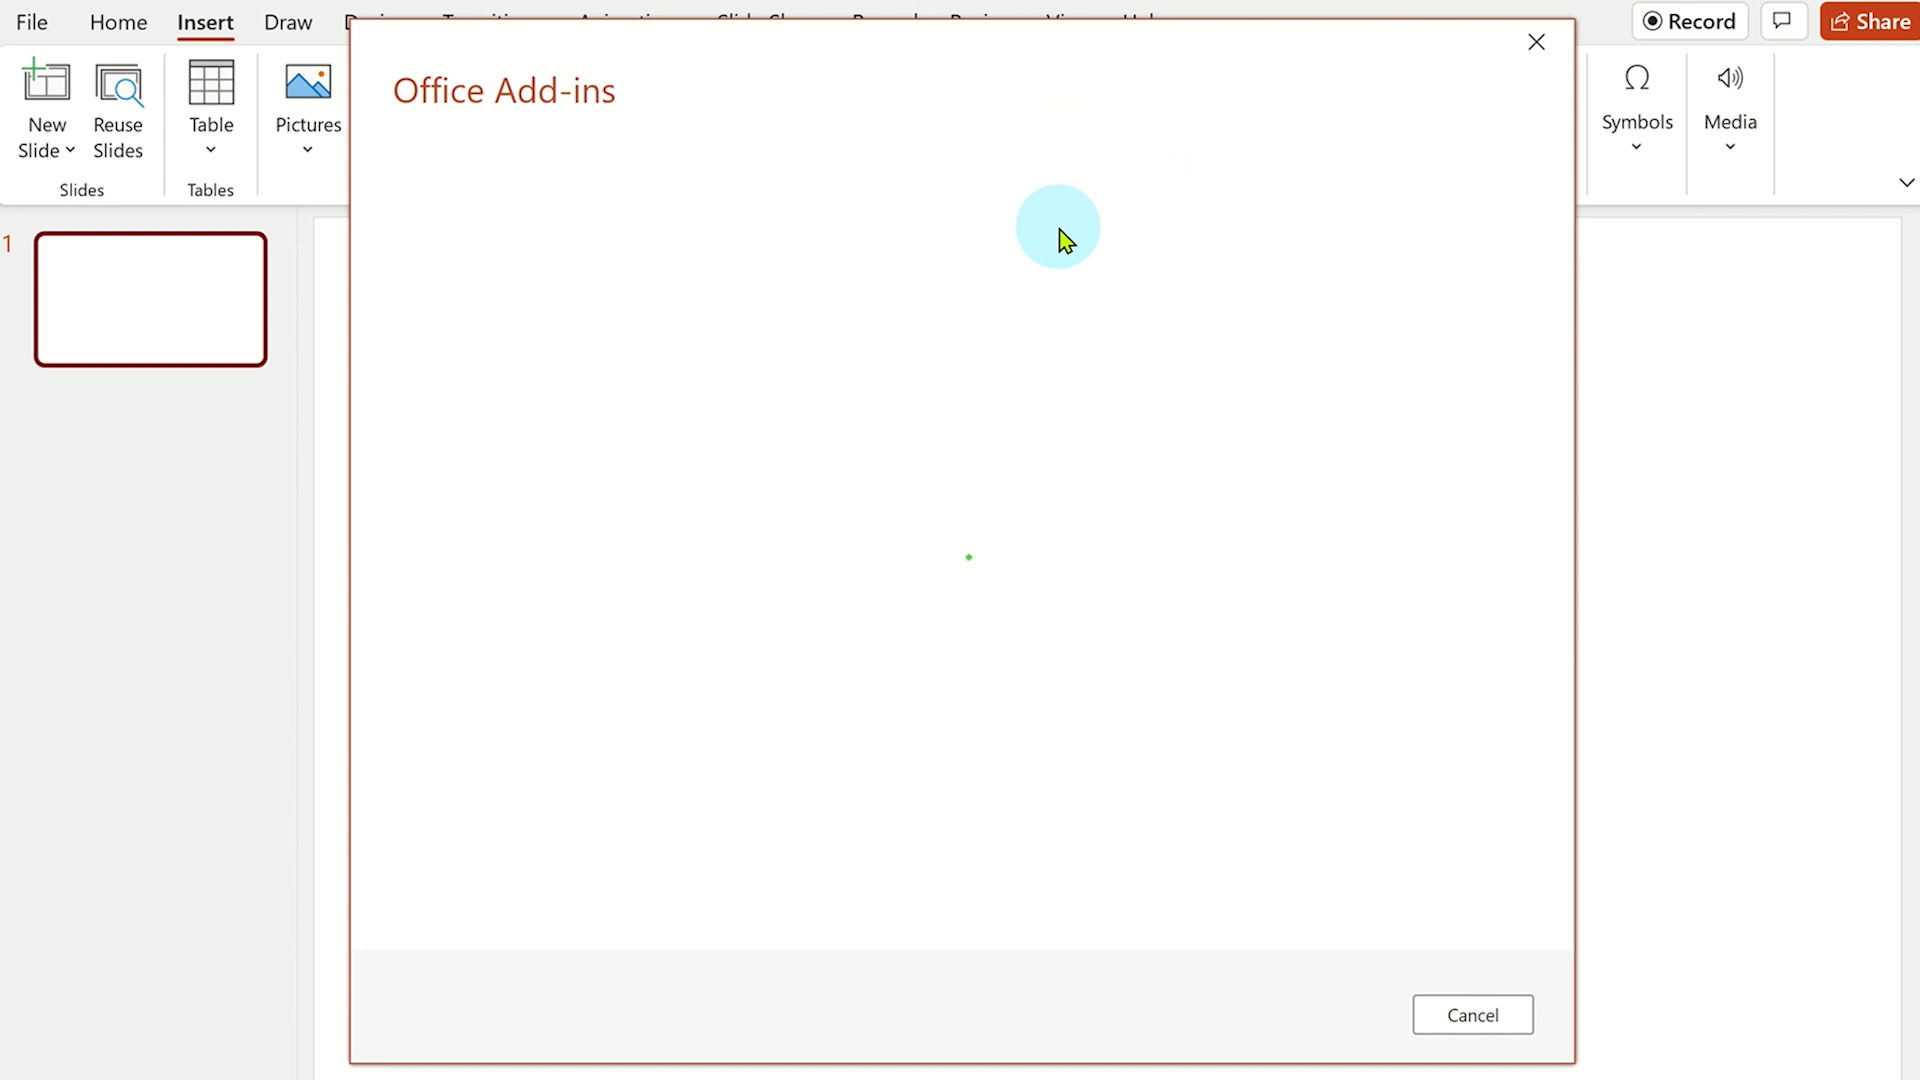 File Home Insert Draw
Record
Share
Office Add-ins
New Slide
Reuse Slides
Table
Pictures
Symbols
Media
Slides
Tables
1
Cancel